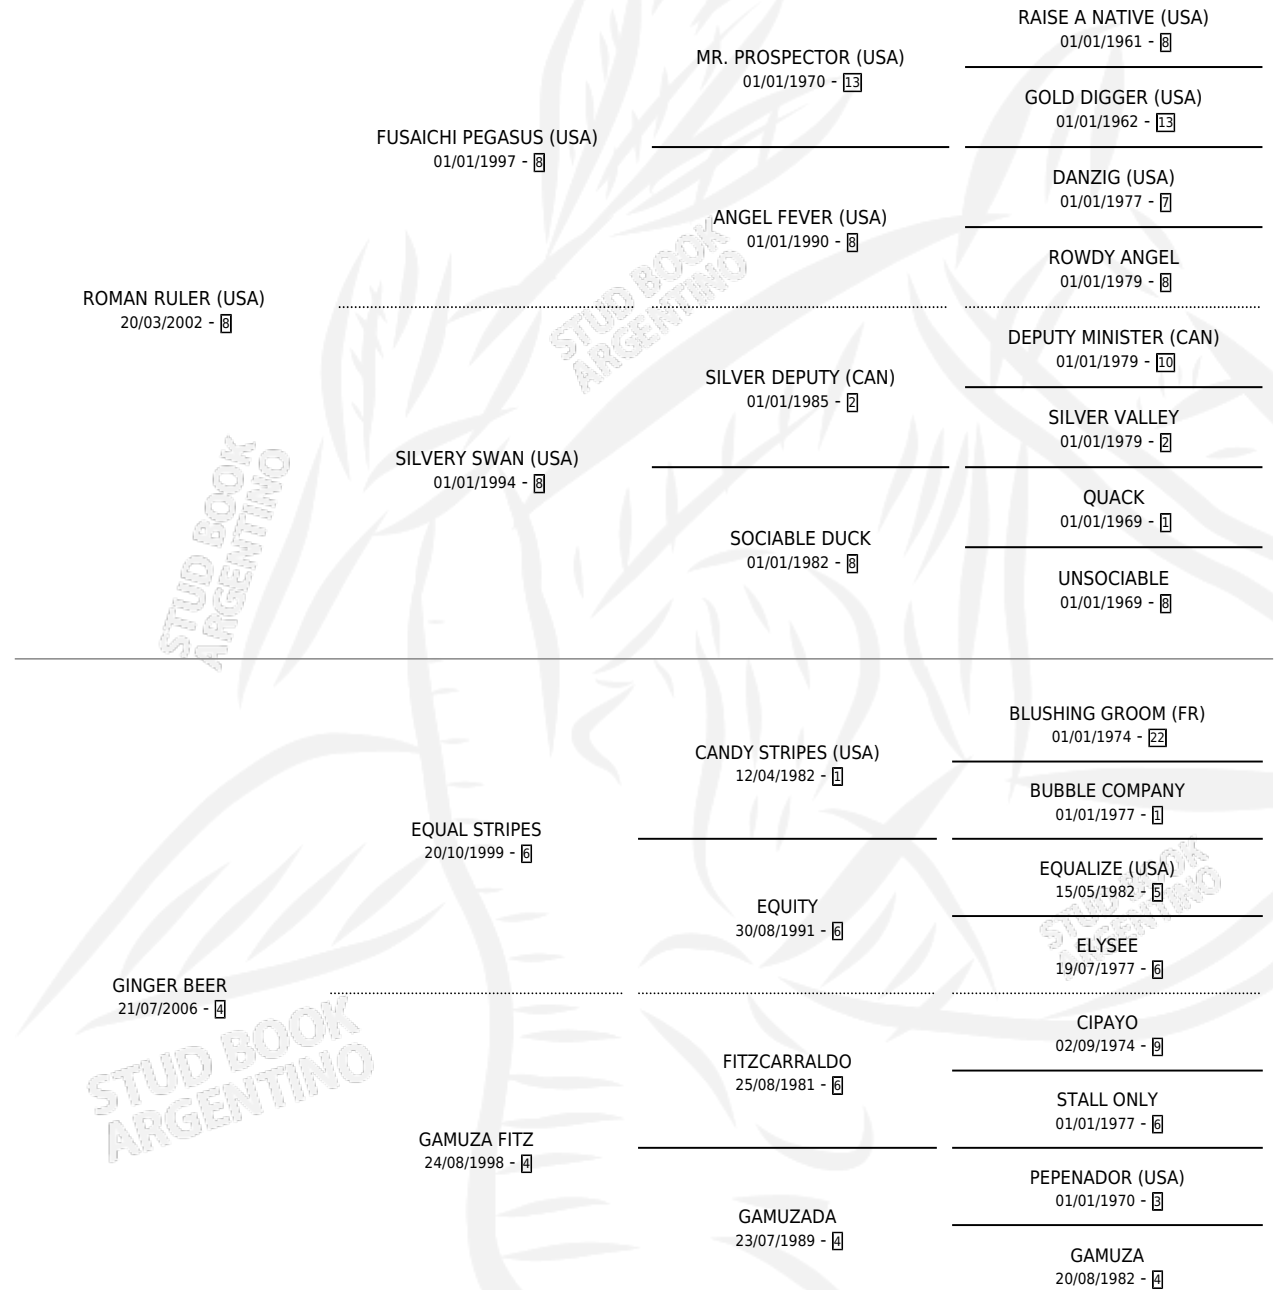 RAISE A NATIVE (USA)
01/01/1961 - 8
MR. PROSPECTOR (USA)
01/01/1970 - 13
GOLD DIGGER (USA)
01/01/1962 - 13
FUSAICHI PEGASUS (USA)
01/01/1997 - 8
DANZIG (USA)
01/01/1977 - 7
ANGEL FEVER (USA)
01/01/1990 - 8
ROWDY ANGEL
01/01/1979 - 8
ROMAN RULER (USA)
20/03/2002 - 8
DEPUTY MINISTER (CAN)
01/01/1979 - 10
SILVER DEPUTY (CAN)
01/01/1985 - 2
SILVER VALLEY
01/01/1979 - 2
SILVERY SWAN (USA)
01/01/1994 - 8
QUACK
01/01/1969 - 1
SOCIABLE DUCK
01/01/1982 - 8
UNSOCIABLE
01/01/1969 - 8
BLUSHING GROOM (FR)
01/01/1974 - 22
CANDY STRIPES (USA)
12/04/1982 - 1
BUBBLE COMPANY
01/01/1977 - 1
EQUAL STRIPES
20/10/1999 - 6
EQUALIZE (USA)
15/05/1982 - 5
EQUITY
30/08/1991 - 6
ELYSEE
19/07/1977 - 6
GINGER BEER
21/07/2006 - 4
CIPAYO
02/09/1974 - 9
FITZCARRALDO
25/08/1981 - 6
STALL ONLY
01/01/1977 - 6
GAMUZA FITZ
24/08/1998 - 4
PEPENADOR (USA)
01/01/1970 - 3
GAMUZADA
23/07/1989 - 4
GAMUZA
20/08/1982 - 4
STUD BOOK
ARGENTINO
STUD BOOK
ARGENTINO
STUD BOOK
ARGENTINO
STUD BOOK
ARGENTINO